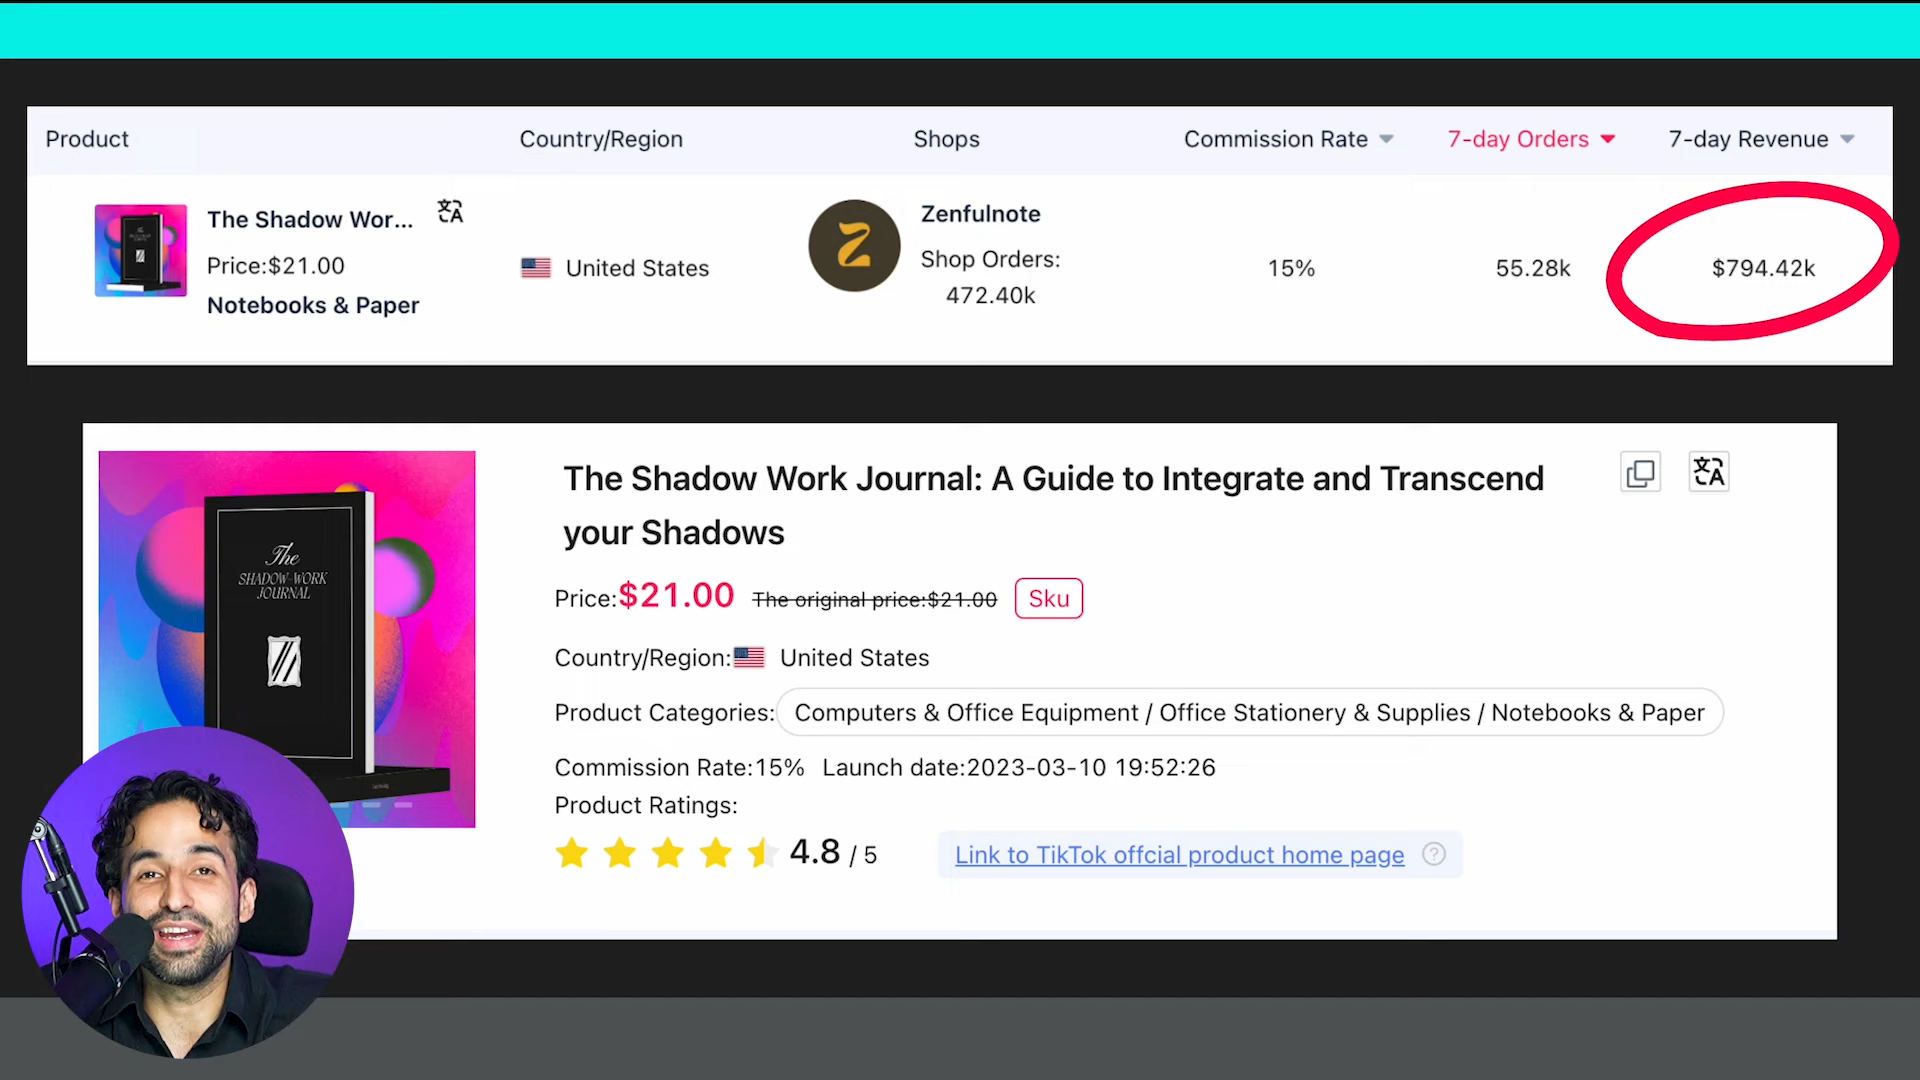 Product Country/Region Shops Commission Rate 7-day Orders 7-day Revenue
The Shadow Wor...
Price:$21.00
Notebooks & Paper
United States
Zenfulnote
Shop Orders:
472.40k
15%
55.28k
$794.42k
The Shadow Work Journal: A Guide to Integrate and Transcend
your Shadows
Price:$21.00 The original price:$21.00 Sku
Country/Region: United States
Product Categories: Computers & Office Equipment / Office Stationery & Supplies / Notebooks & Paper
Commission Rate:15% Launch date:2023-03-10 19:52:26
Product Ratings:
4.8 / 5 Link to TikTok offcial product home page
The
SHADOW-WORK
JOURNAL